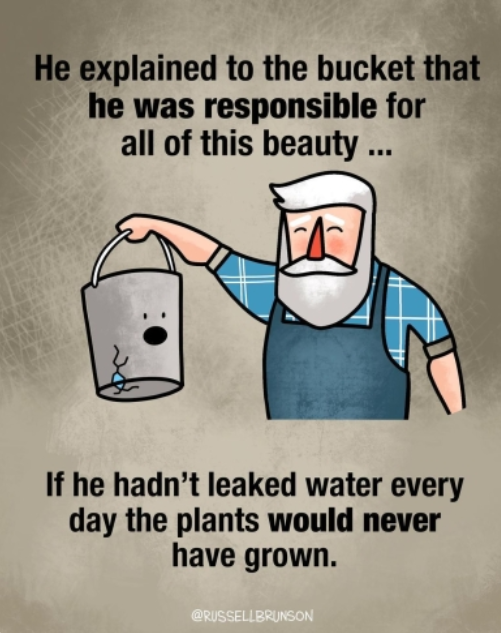 He explained to the bucket that
he was responsible for
all of this beauty ...
If he hadn't leaked water every
day the plants would never
have grown.
@RUSSELLBRUNSON